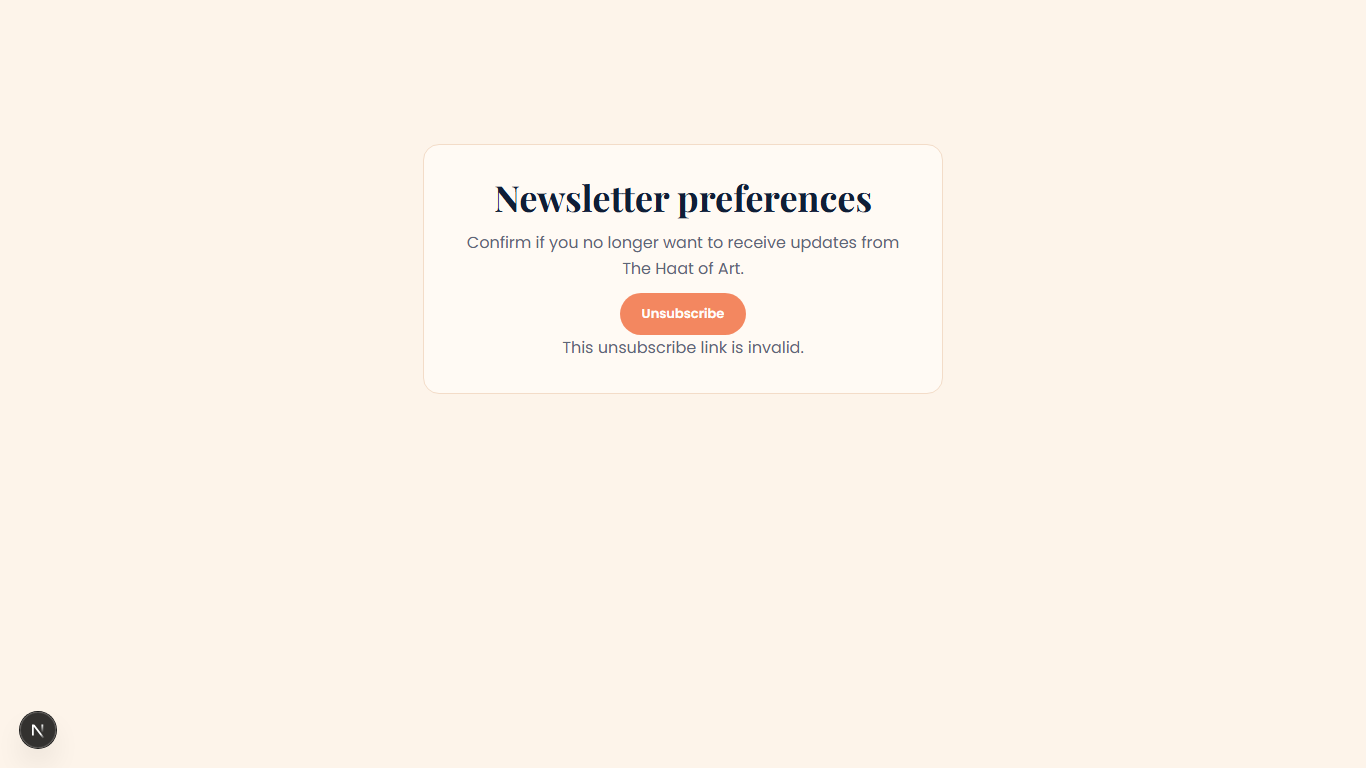 Newsletter preferences
Confirm if you no longer want to receive updates from
The Haat of Art.
Unsubscribe
This unsubscribe link is invalid.
N